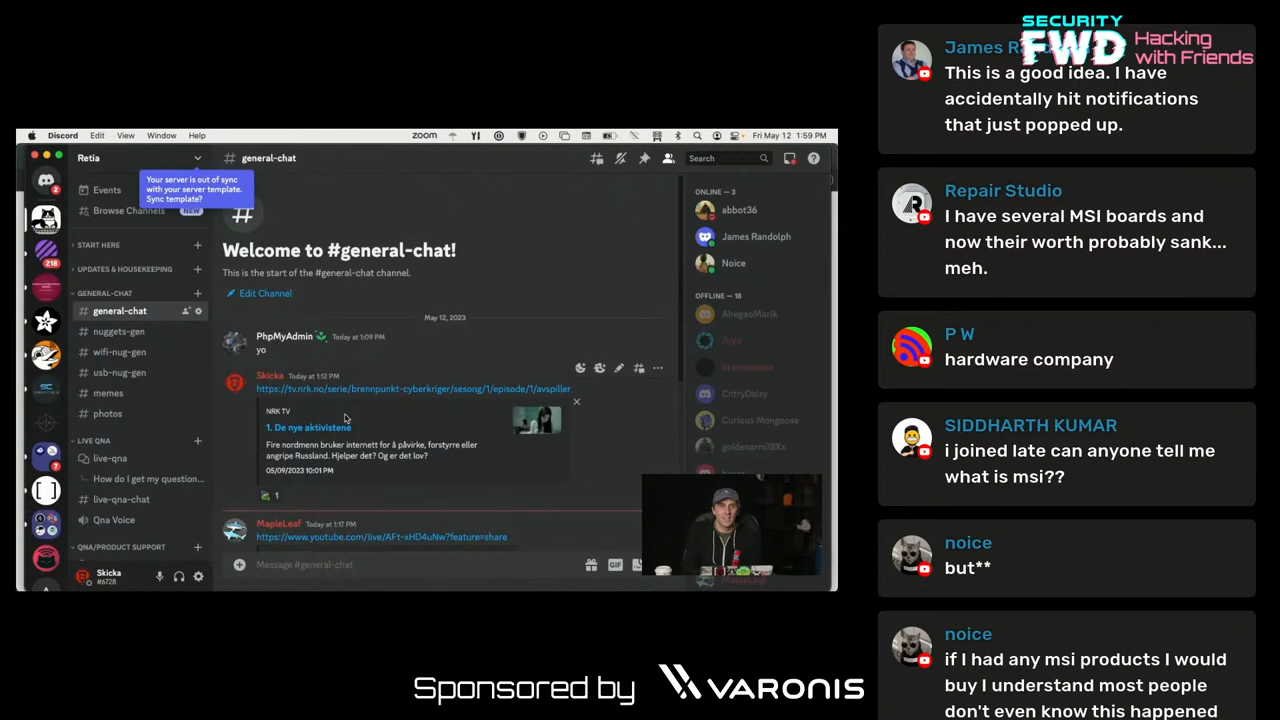 SECURITY
FWD
Hacking
with Friends
Discord Edit View Window Help
zoom
Fri May 12 1:59 PM
Retia
Your server is out of sync
with your server template.
Sync template?
Events
Browse Channels
NEW
START HERE
UPDATES & HOUSEKEEPING
GENERAL-CHAT
general-chat
nuggets-gen
wifi-nug-gen
usb-nug-gen
memes
photos
LIVE QNA
live-qna
How do I get my question...
live-qna-chat
Qna Voice
QNA/PRODUCT SUPPORT
Skicka
#6728
2
218
7
# general-chat
Search
Welcome to #general-chat!
This is the start of the #general-chat channel.
Edit Channel
May 12, 2023
PhpMyAdmin Today at 1:09 PM
yo
Skicka Today at 1:12 PM
https://tv.nrk.no/serie/brennpunkt-cyberkriger/sesong/1/episode/1/avspiller
NRK TV
1. De nye aktivistene
Fire nordmenn bruker internett for å påvirke, forstyrre eller
angripe Russland. Hjelper det? Og er det lov?
05/09/2023 10:01 PM
1
MapleLeaf Today at 1:17 PM
https://www.youtube.com/live/AFt-xHD4uNw?feature=share
Message #general-chat
GIF
ONLINE — 3
abbot36
James Randolph
Noice
OFFLINE — 18
AhegaoMarik
CntryDaisy
Curious Mongoose
goldenarm78Xx
MapleLeaf
This is a good idea. I have
accidentally hit notifications
that just popped up.
Repair Studio
I have several MSI boards and
now their worth probably sank...
meh.
P W
hardware company
SIDDHARTH KUMAR
i joined late can anyone tell me
what is msi??
noice
but**
noice
if I had any msi products I would
buy I understand most people
don't even know this happened
Sponsored by VARONIS